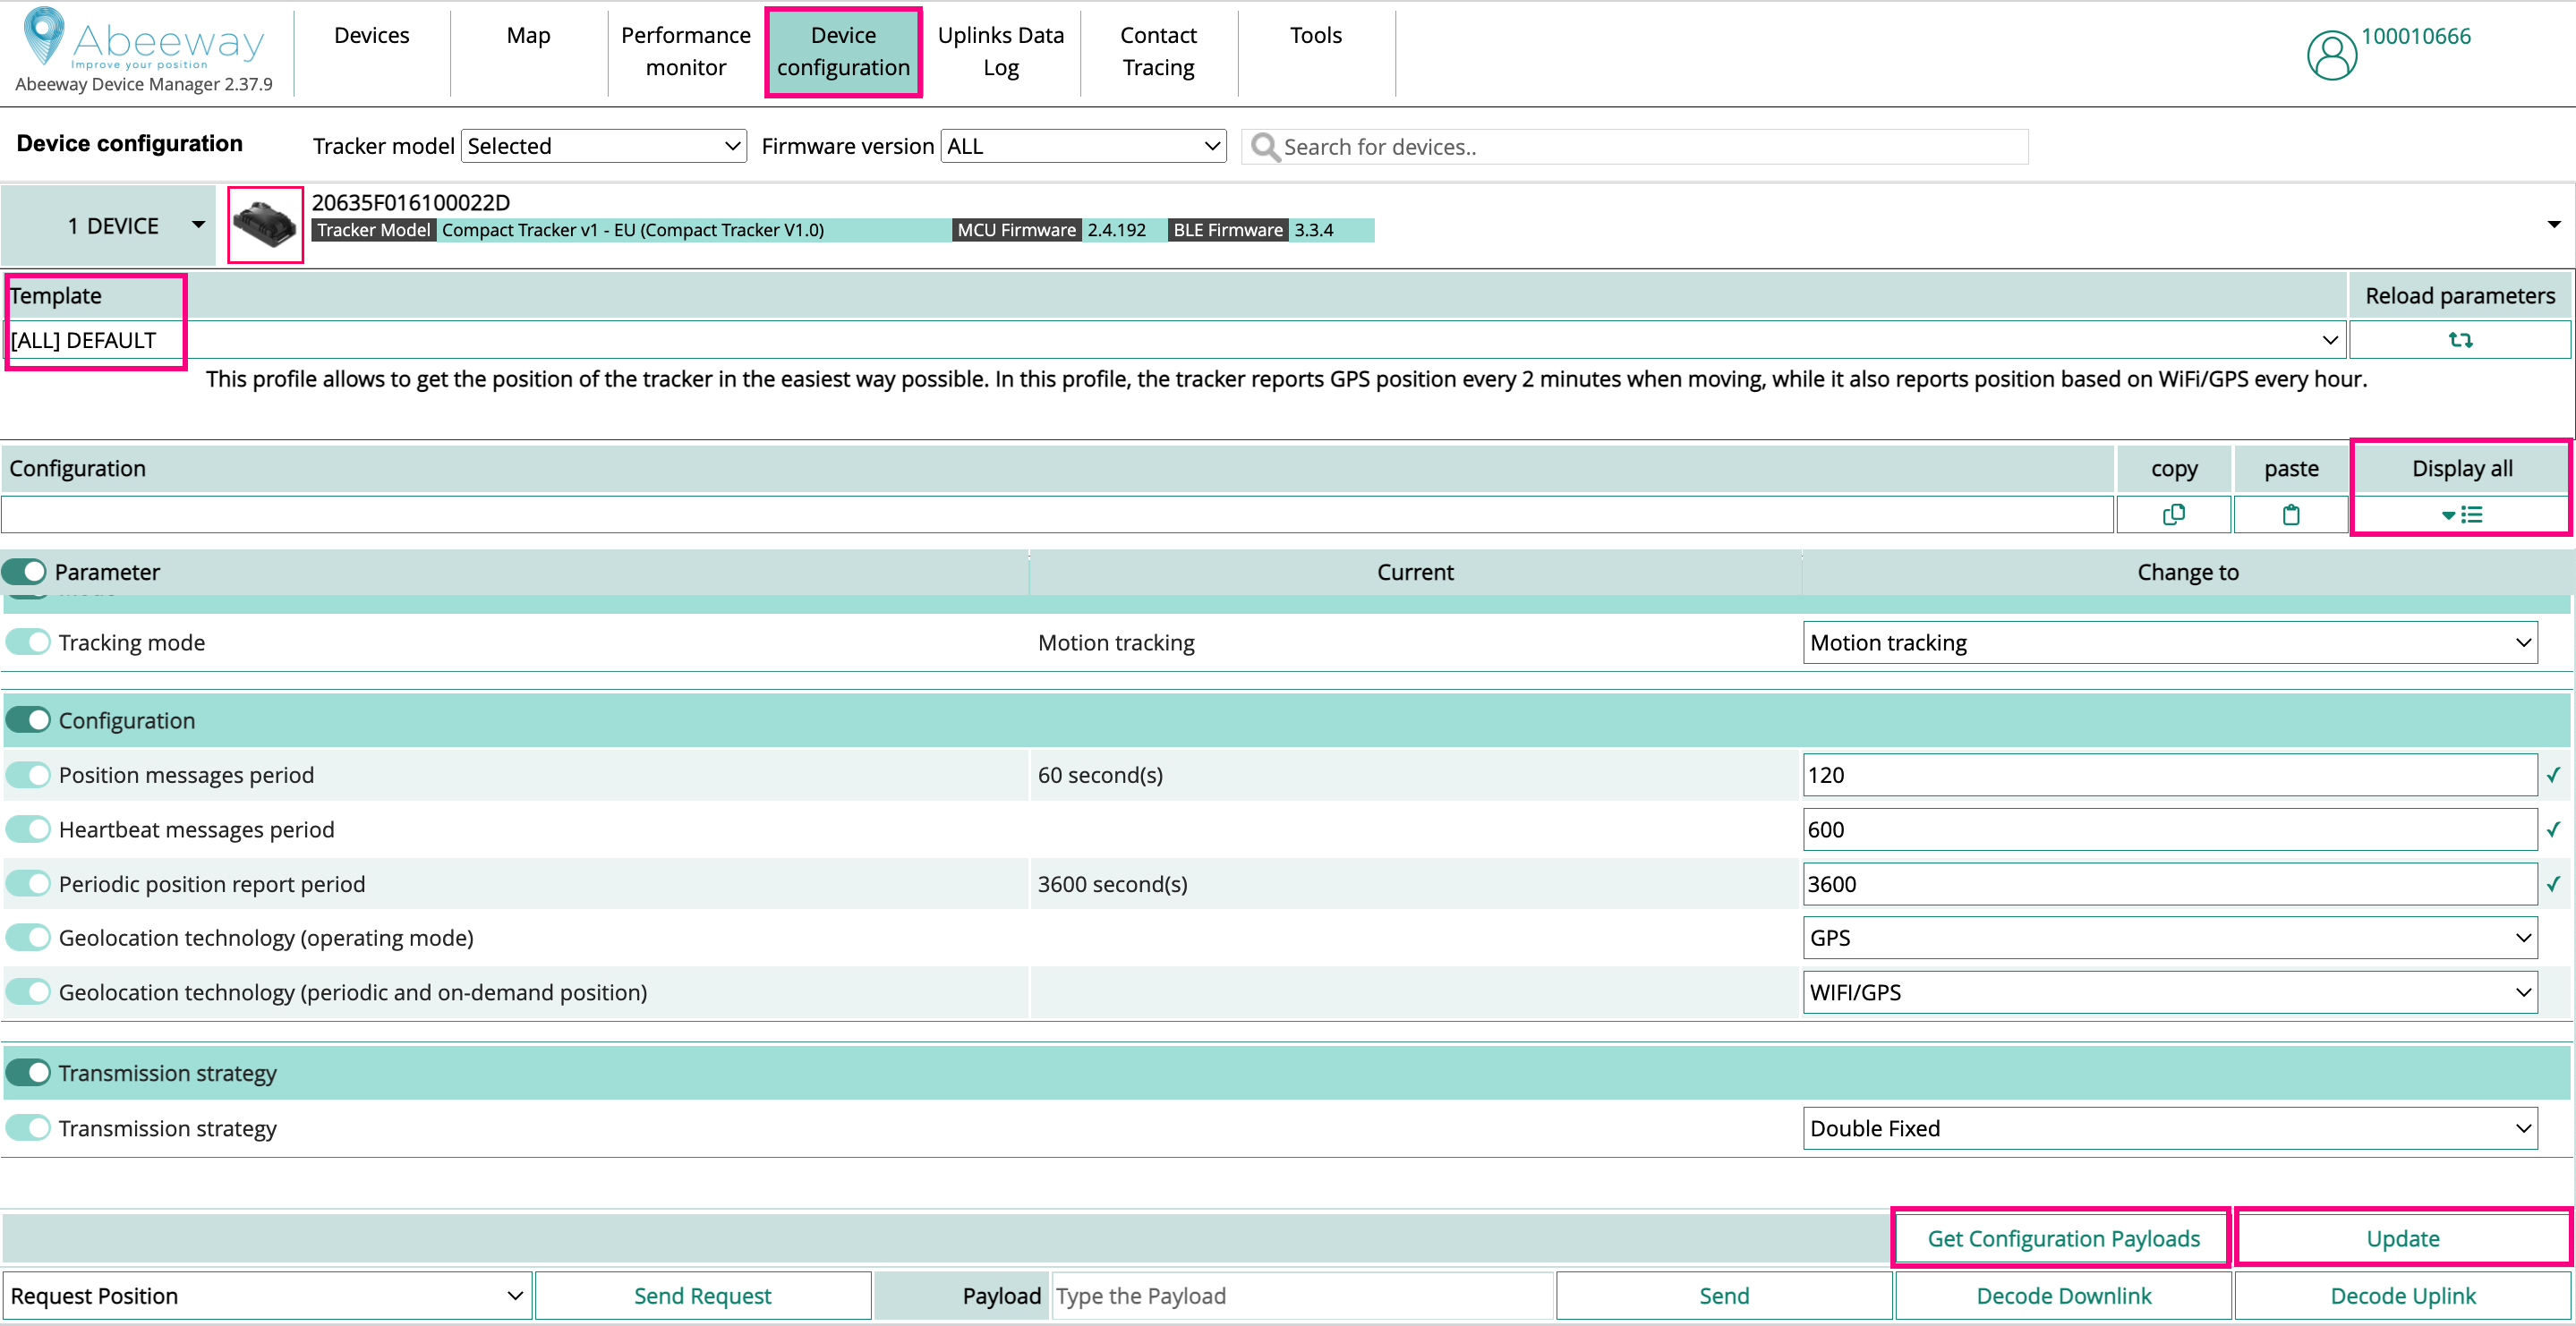 Abeeway
Improve your position
Abeeway Device Manager 2.37.9
Devices
Map
Performance
monitor
Device
configuration
Uplinks Data
Log
Contact
Tracing
Tools
100010666
Device configuration
Tracker model Selected
Firmware version ALL
Search for devices..
1 DEVICE
20635F016100022D
Tracker Model Compact Tracker v1 - EU (Compact Tracker V1.0) MCU Firmware 2.4.192 BLE Firmware 3.3.4
Template Reload parameters
[ALL] DEFAULT
This profile allows to get the position of the tracker in the easiest way possible. In this profile, the tracker reports GPS position every 2 minutes when moving, while it also reports position based on WiFi/GPS every hour.
Configuration copy paste Display all
Parameter Current Change to
Tracking mode Motion tracking Motion tracking
Configuration
Position messages period 60 second(s) 120
Heartbeat messages period 600
Periodic position report period 3600 second(s) 3600
Geolocation technology (operating mode) GPS
Geolocation technology (periodic and on-demand position) WIFI/GPS
Transmission strategy
Transmission strategy Double Fixed
Get Configuration Payloads Update
Request Position Send Request Payload Type the Payload Send Decode Downlink Decode Uplink